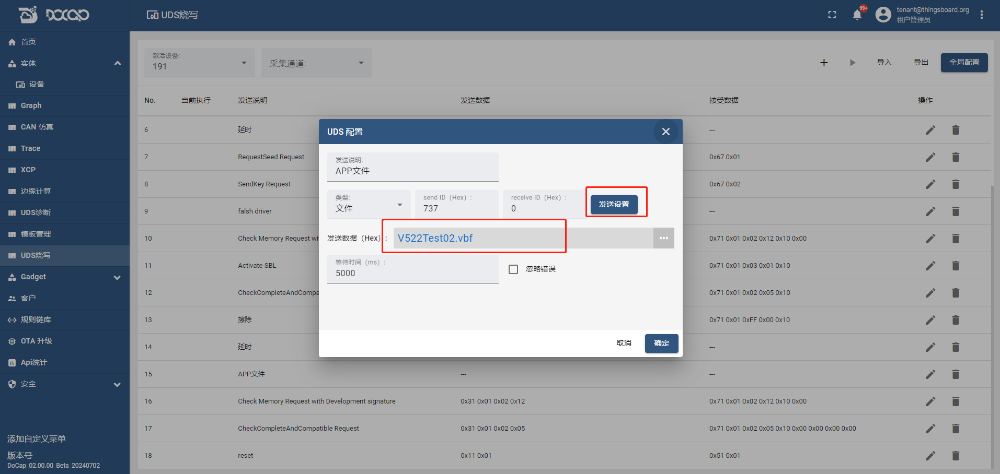 DOCAP
UDS烧写
99+
tenant@thingsboard.org
租户管理员
首页
实体
设备
Graph
CAN 仿真
Trace
XCP
边缘计算
UDS诊断
模板管理
UDS烧写
Gadget
客户
规则链库
OTA 升级
Api统计
安全
添加自定义菜单
版本号
DoCap_02.00.00_Beta_20240702
激活设备:
191
采集通道:
导入
导出
全局配置
No. 当前执行 发送说明 发送数据 接受数据 操作
6 延时 ---
7 RequestSeed Request 0x67 0x01
8 SendKey Request 0x67 0x02
9 falsh driver ---
10 Check Memory Request wi 0x71 0x01 0x02 0x12 0x10 0x00
11 Activate SBL 0x71 0x01 0x03 0x01 0x10
12 CheckCompleteAndCompa 0x71 0x01 0x02 0x05 0x10
13 擦除 0x71 0x01 0xFF 0x00 0x10
14 延时 ---
15 APP文件 --- ---
16 Check Memory Request with Development signature 0x31 0x01 0x02 0x12 0x71 0x01 0x02 0x12 0x10 0x00
17 CheckCompleteAndCompatible Request 0x31 0x01 0x02 0x05 0x71 0x01 0x02 0x05 0x10 0x00 0x00 0x00 0x00
18 reset 0x11 0x01 0x51 0x01
UDS 配置
发送说明:
APP文件
类型:
文件
send ID（Hex）:
737
receive ID（Hex）:
0
发送设置
发送数据（Hex）: V522Test02.vbf
等待时间（ms）:
5000
忽略错误
取消
确定